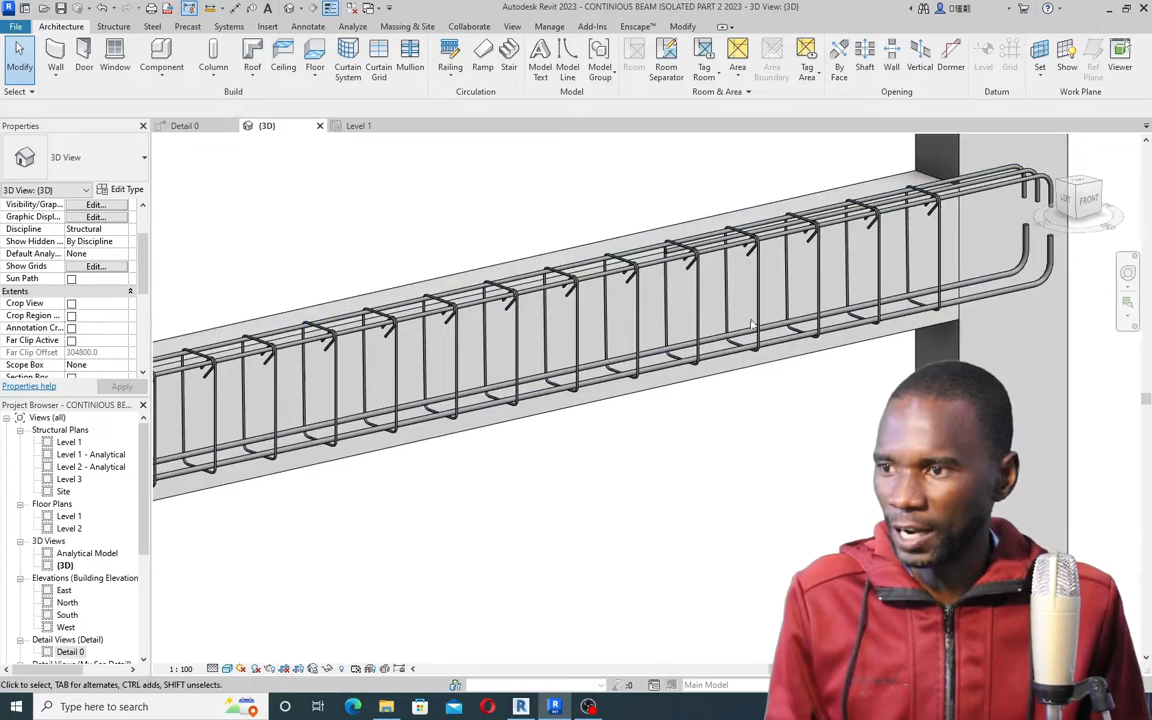 Autodesk Revit 2023 - CONTINIOUS BEAM ISOLATED PART 2 2023 - 3D View: {3D}
File Architecture Structure Steel Precast Systems Insert Annotate Analyze Massing & Site Collaborate View Manage Add-Ins Enscape™ Modify
Modify Wall Door Window Component Column Roof Ceiling Floor Curtain System Curtain Grid Mullion Railing Ramp Stair Model Text Model Line Model Group Room Room Separator Tag Room Area Area Boundary Tag Area By Face Shaft Wall Vertical Dormer Level Grid Set Show Ref Plane Viewer
Select Build Circulation Model Room & Area Opening Datum Work Plane
Properties
Detail 0 {3D} Level 1
3D View
3D View: {3D} Edit Type
Visibility/Grap... Edit...
Graphic Displ... Edit...
Discipline Structural
Show Hidden ... By Discipline
Default Analy... None
Show Grids Edit...
Sun Path
Extents
Crop View
Crop Region ...
Annotation Cr...
Far Clip Active
Far Clip Offset 304800.0
Scope Box None
Properties help Apply
Project Browser - CONTINIOUS BE...
Views (all)
Structural Plans
Level 1
Level 1 - Analytical
Level 2 - Analytical
Level 3
Site
Floor Plans
Level 1
Level 2
3D Views
Analytical Model
{3D}
Elevations (Building Elevation
East
North
South
West
Detail Views (Detail)
Detail 0
LEFT FRONT
1 : 100
Click to select, TAB for alternates, CTRL adds, SHIFT unselects.
:0 Main Model
Type here to search